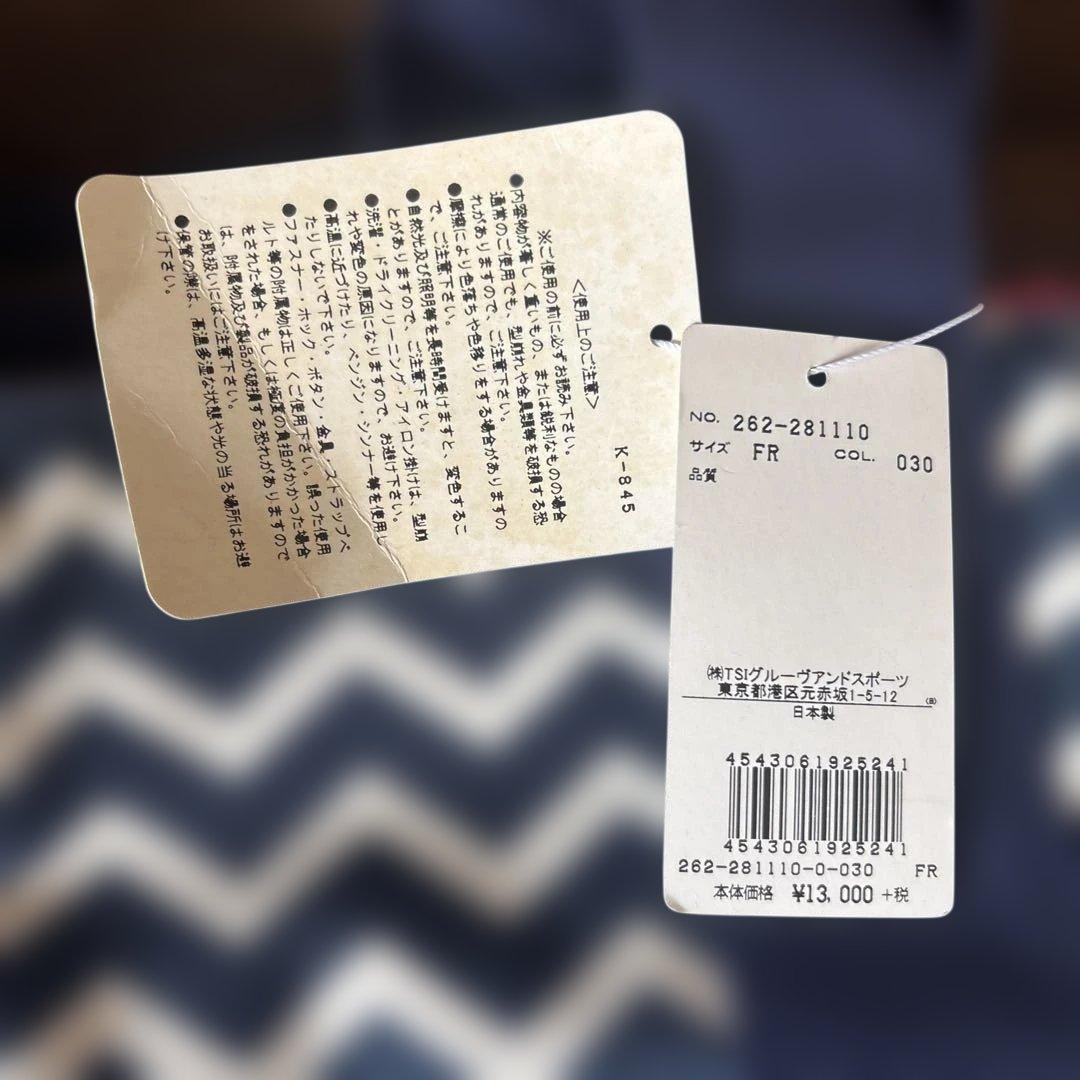 K-845
<使用上のご注意>
※ご使用の前に必ずお読み下さい。
●内容物が著しく重いもの、または鋭利なものの場合
通常のご使用でも、型崩れや金具類等を破損する恐
れがありますので、ご注意下さい。
●摩擦により色落ちや色移りをする場合がありますの
で、ご注意下さい。
●自然光及び照明等を長時間受けますと、変色するこ
とがありますので、ご注意下さい。
●洗濯・ドライクリーニング・アイロン掛けは、型崩
れや変色の原因になりますので、お避け下さい。
●高温に近づけたり、ベンジン・シンナー等を使用し
たりしないで下さい。
●ファスナー・ホック・ボタン・金具・ストラップベ
ルト等の附属物は正しくご使用下さい。誤った使用
をされた場合、もしくは極度の負担がかかった場合
は、附属物及び製品が破損する恐れがありますので
お取扱いにはご注意下さい。
●保管の際は、高温多湿な状態や光の当る場所はお避
け下さい。
NO. 262-281110
サイズ FR COL. 030
品質
㈱TSIグルーヴアンドスポーツ
東京都港区元赤坂1-5-12
日本製
4543061925241
4543061925241
262-281110-0-030 FR
本体価格 ¥13,000 +税